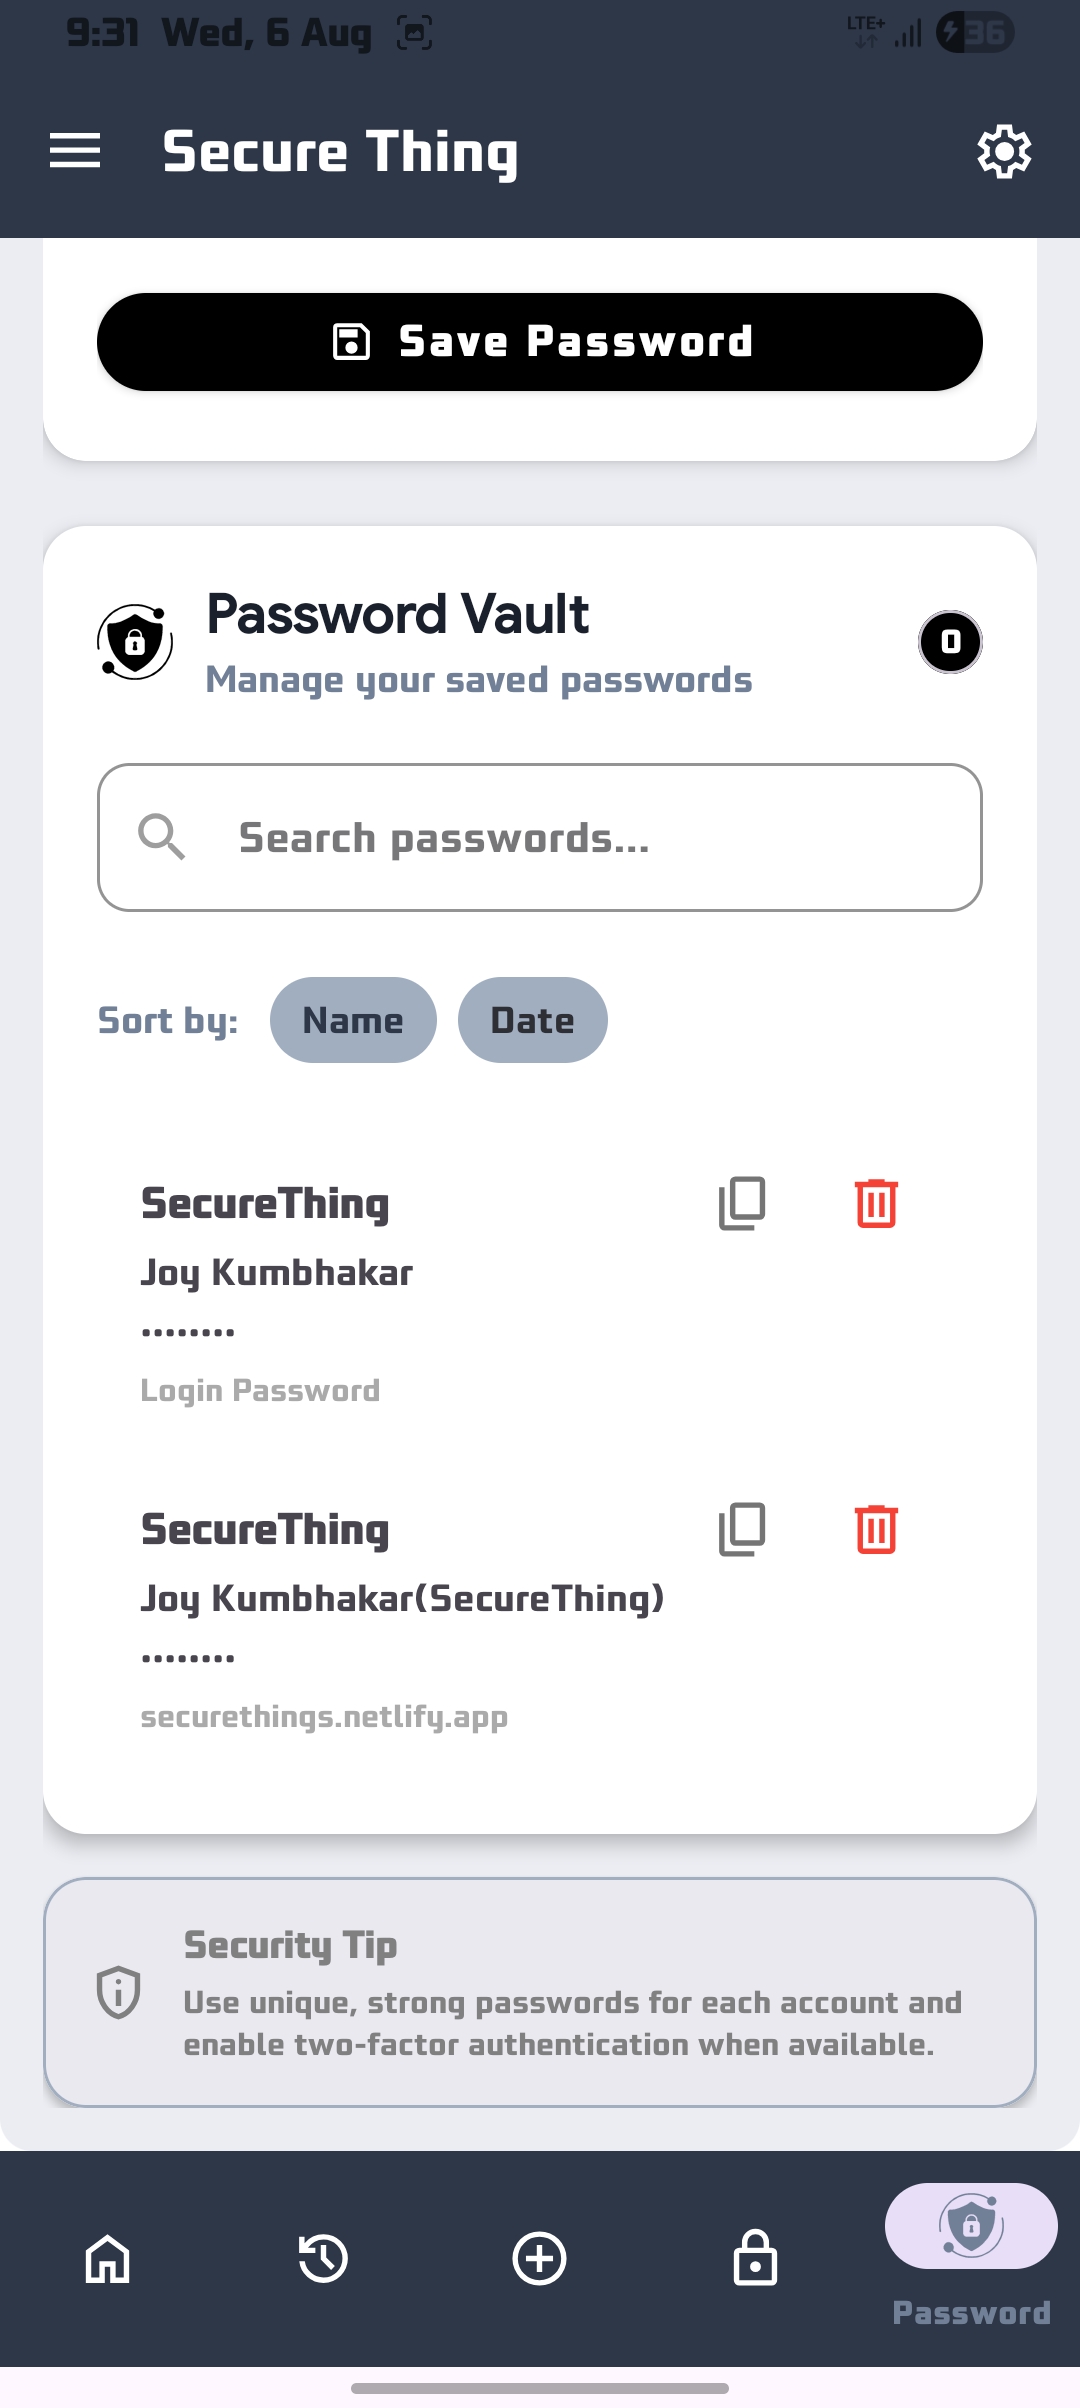 9:31 Wed, 6 Aug
LTE+
36
Secure Thing
Save Password
Password Vault
Manage your saved passwords
0
Search passwords...
Sort by: Name Date
SecureThing
Joy Kumbhakar
••••••••
Login Password
SecureThing
Joy Kumbhakar(SecureThing)
••••••••
securethings.netlify.app
Security Tip
Use unique, strong passwords for each account and
enable two-factor authentication when available.
Password